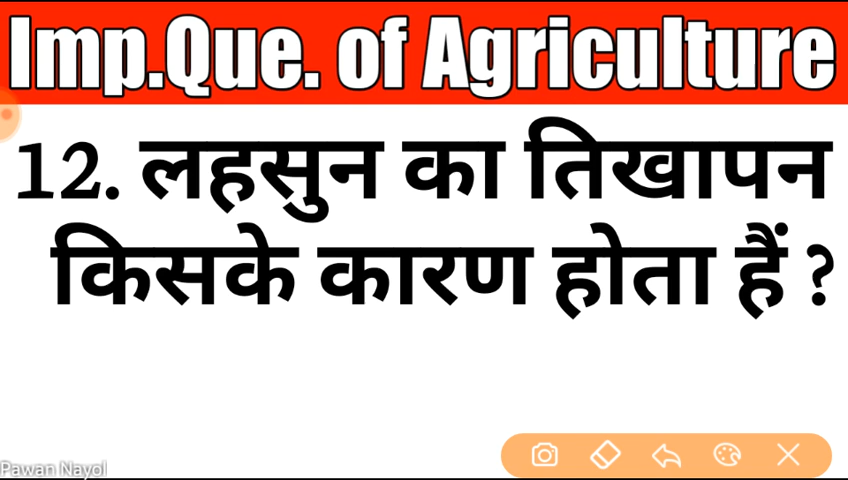 Imp.Que. of Agriculture
12. लहसुन का तिखापन
किसके कारण होता हैं ?
Pawan Nayol